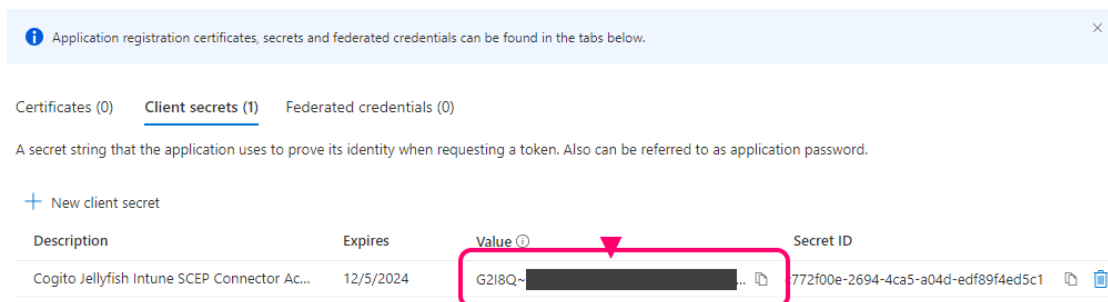 Application registration certificates, secrets and federated credentials can be found in the tabs below.
Certificates (0) Client secrets (1) Federated credentials (0)
A secret string that the application uses to prove its identity when requesting a token. Also can be referred to as application password.
New client secret
Description Expires Value Secret ID
Cogito Jellyfish Intune SCEP Connector Ac... 12/5/2024 G2I8Q~ ... 772f00e-2694-4ca5-a04d-edf89f4ed5c1